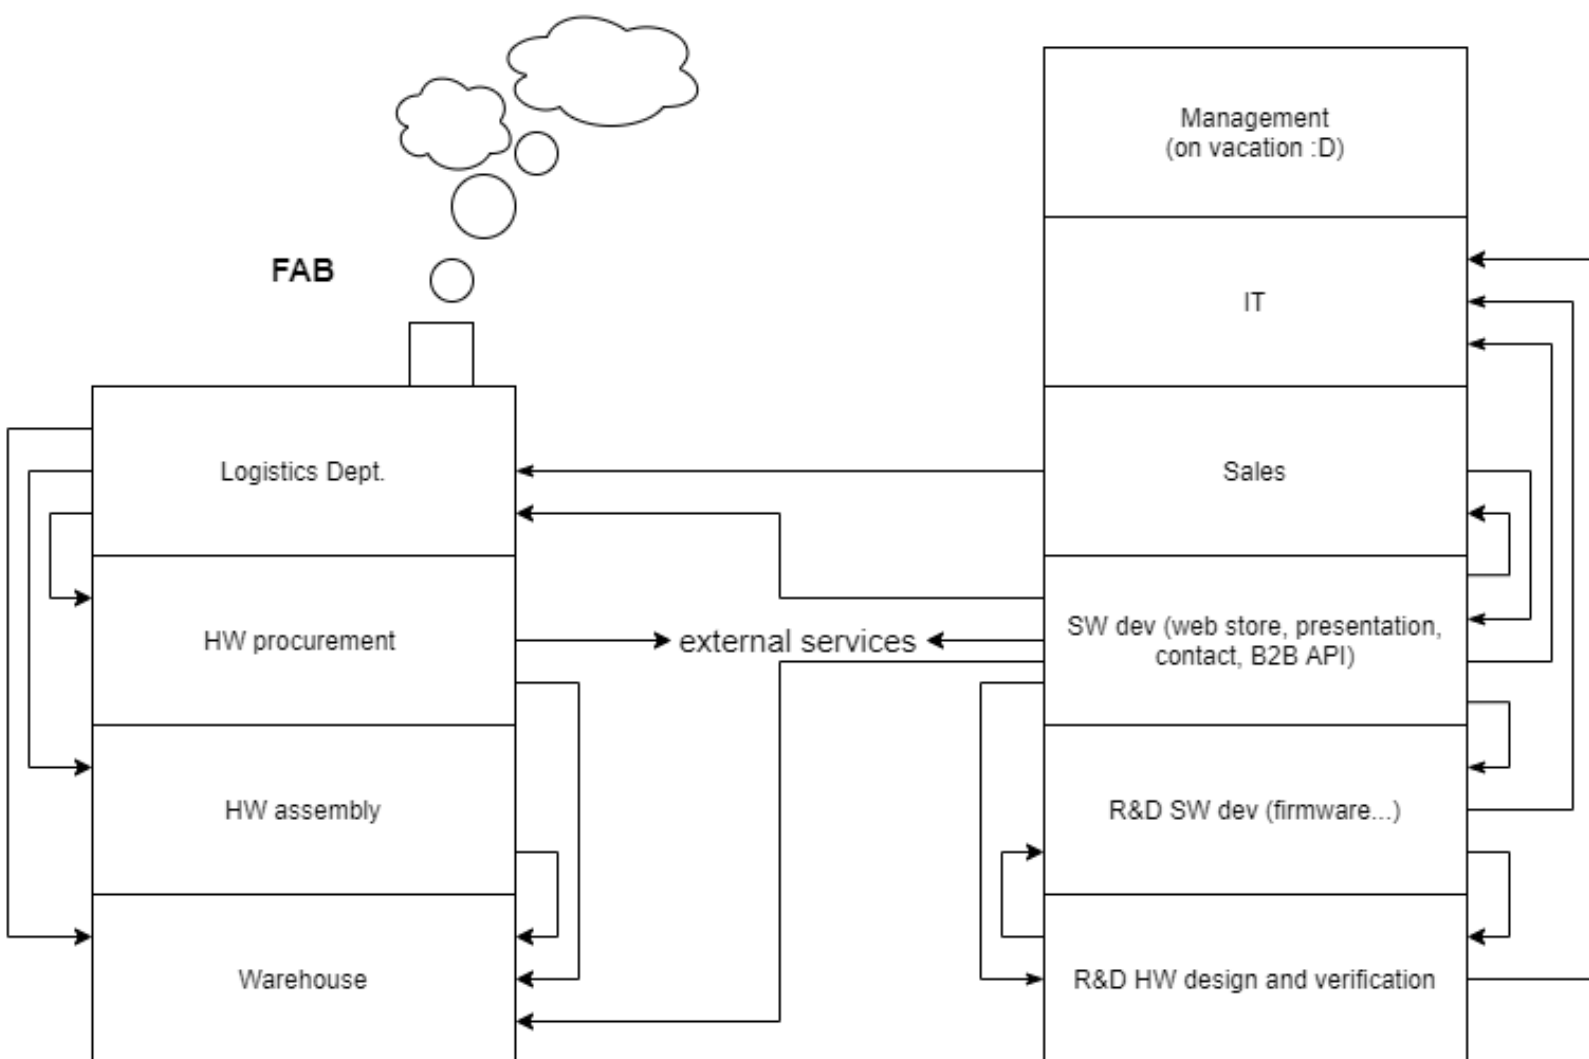 Management
(on vacation :D)
FAB
IT
Logistics Dept.
Sales
HW procurement
external services
SW dev (web store, presentation,
contact, B2B API)
HW assembly
R&D SW dev (firmware...)
Warehouse
R&D HW design and verification